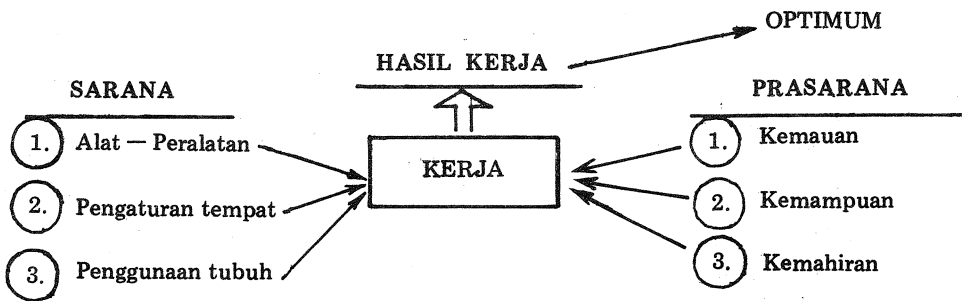 OPTIMUM
HASIL KERJA
SARANA
PRASARANA
1. Alat — Peralatan
KERJA
1. Kemauan
2. Pengaturan tempat
2. Kemampuan
3. Penggunaan tubuh
3. Kemahiran